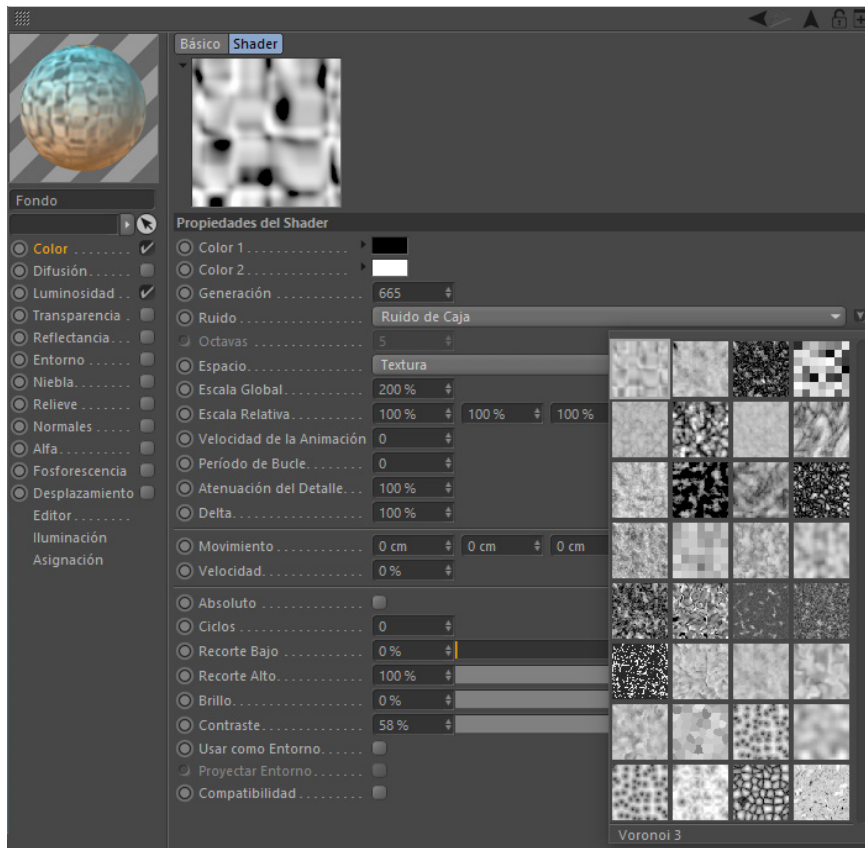 Básico Shader
Fondo
Color
Difusión
Luminosidad
Transparencia
Reflectancia
Entorno
Niebla
Relieve
Normales
Alfa
Fosforescencia
Desplazamiento
Editor
Iluminación
Asignación
Propiedades del Shader
Color 1
Color 2
Generación 665
Ruido Ruido de Caja
Octavas 5
Espacio Textura
Escala Global 200 %
Escala Relativa 100 % 100 % 100 %
Velocidad de la Animación 0
Período de Bucle 0
Atenuación del Detalle 100 %
Delta 100 %
Movimiento 0 cm 0 cm 0 cm
Velocidad 0 %
Absoluto
Ciclos 0
Recorte Bajo 0 %
Recorte Alto 100 %
Brillo 0 %
Contraste 58 %
Usar como Entorno
Proyectar Entorno
Compatibilidad
Voronoi 3